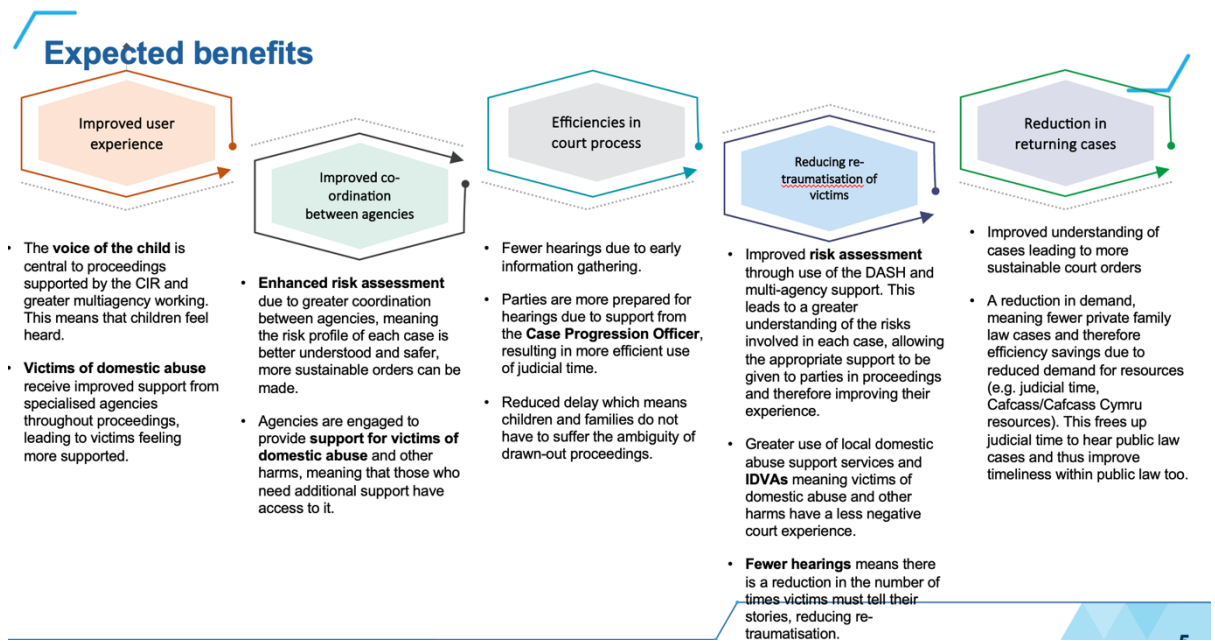 Expected benefits
Improved user
experience
• The voice of the child is
central to proceedings
supported by the CIR and
greater multiagency working.
This means that children feel
heard.
• Victims of domestic abuse
receive improved support from
specialised agencies
throughout proceedings,
leading to victims feeling
more supported.
Improved co-
ordination
between agencies
• Enhanced risk assessment
due to greater coordination
between agencies, meaning
the risk profile of each case is
better understood and safer,
more sustainable orders can be
made.
• Agencies are engaged to
provide support for victims of
domestic abuse and other
harms, meaning that those who
need additional support have
access to it.
Efficiencies in
court process
• Fewer hearings due to early
information gathering.
• Parties are more prepared for
hearings due to support from
the Case Progression Officer,
resulting in more efficient use
of judicial time.
• Reduced delay which means
children and families do not
have to suffer the ambiguity of
drawn-out proceedings.
Reducing re-
traumatisation of
victims
• Improved risk assessment
through use of the DASH and
multi-agency support. This
leads to a greater
understanding of the risks
involved in each case, allowing
the appropriate support to be
given to parties in proceedings
and therefore improving their
experience.
• Greater use of local domestic
abuse support services and
IDVAs meaning victims of
domestic abuse and other
harms have a less negative
court experience.
• Fewer hearings means there
is a reduction in the number of
times victims must tell their
stories, reducing re-
traumatisation.
Reduction in
returning cases
• Improved understanding of
cases leading to more
sustainable court orders
• A reduction in demand,
meaning fewer private family
law cases and therefore
efficiency savings due to
reduced demand for resources
(e.g. judicial time,
Cafcass/Cafcass Cymru
resources). This frees up
judicial time to hear public law
cases and thus improve
timeliness within public law too.
5